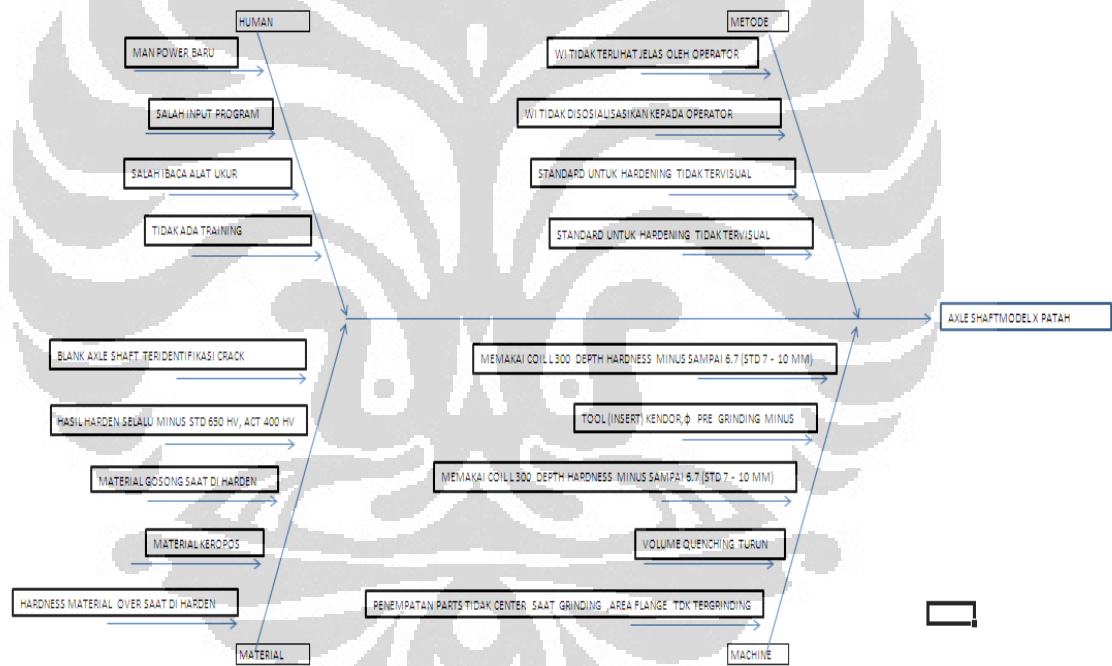 HUMAN
MAN POWER BARU
SALAH INPUT PROGRAM
SALAH IBACA ALAT UKUR
TIDAK ADA TRAINING
METODE
WI TIDAK TERLIHAT JELAS OLEH OPERATOR
WI TIDAK DISOSIALISASIKAN KEPADA OPERATOR
STANDARD UNTUK HARDENING TIDAK TERVISUAL
STANDARD UNTUK HARDENING TIDAK TERVISUAL
AXLE SHAFTMODEL X PATAH
BLANK AXLE SHAFT TERIDENTIFIKASI CRACK
HASIL HARDEN SELALU MINUS STD 650 HV, ACT 400 HV
MATERIAL GOSONG SAAT DI HARDEN
MATERIAL KEROPOS
HARDNESS MATERIAL OVER SAAT DI HARDEN
MATERIAL
MEMAKAI COIL L300 DEPTH HARDNESS MINUS SAMPAI 6.7 (STD 7 - 10 MM)
TOOL (INSERT) KENDOR,ф PRE GRINDING MINUS
MEMAKAI COIL L300 DEPTH HARDNESS MINUS SAMPAI 6.7 (STD 7 - 10 MM)
VOLUME QUENCHING TURUN
PENEMPATAN PARTS TIDAK CENTER SAAT GRINDING ,AREA FLANGE TDK TERGRINDING
MACHINE